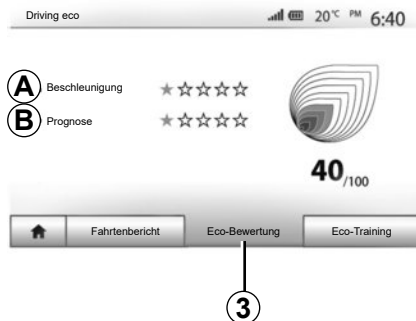 Driving eco 20°C PM 6:40
A Beschleunigung
B Prognose
40/100
Fahrtenbericht Eco-Bewertung Eco-Training
3